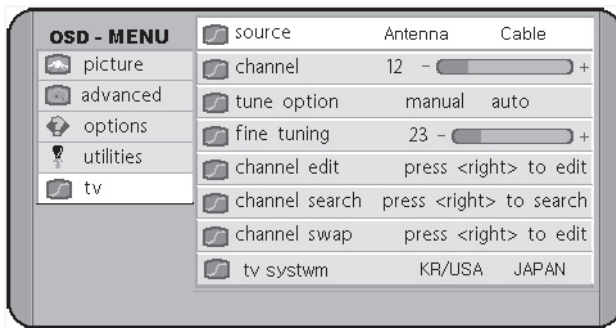 OSD - MENU
picture
advanced
options
utilities
tv
source Antenna Cable
channel 12 - +
tune option manual auto
fine tuning 23 - +
channel edit press <right> to edit
channel search press <right> to search
channel swap press <right> to edit
tv systwm KR/USA JAPAN